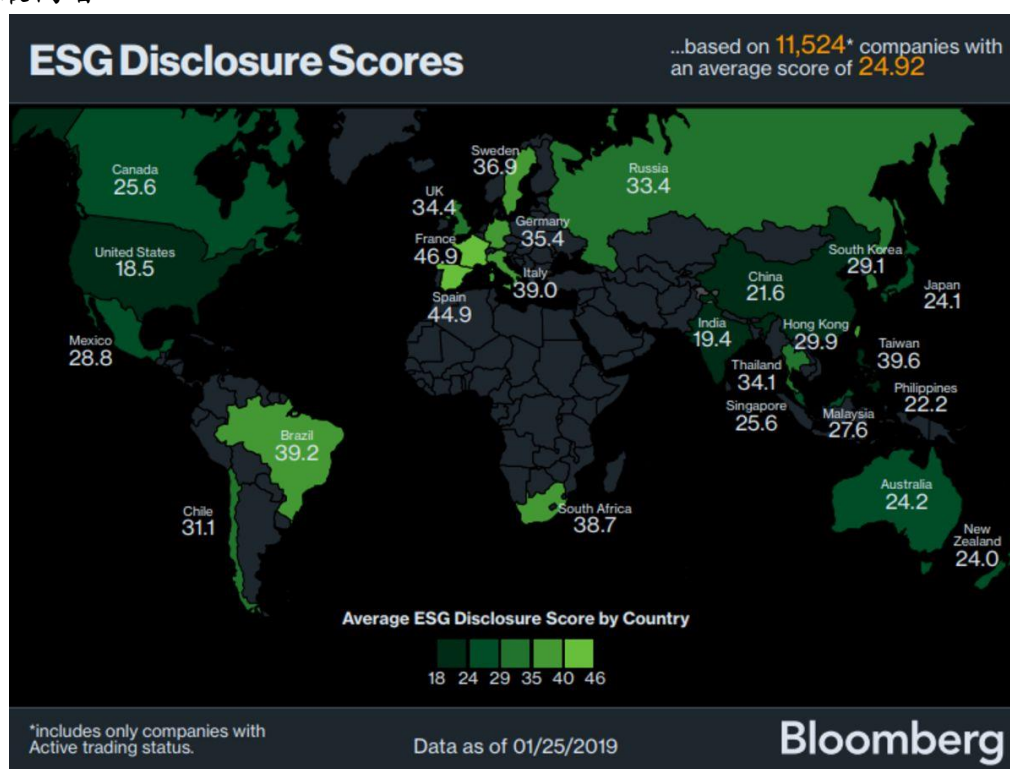 ESG Disclosure Scores
...based on 11,524* companies with
an average score of 24.92
Canada
25.6
United States
18.5
Mexico
28.8
Brazil
39.2
Chile
31.1
Sweden
36.9
UK
34.4
Germany
35.4
France
46.9
Italy
39.0
Spain
44.9
Russia
33.4
South Africa
38.7
South Korea
29.1
China
21.6
Japan
24.1
India
19.4
Hong Kong
29.9
Taiwan
39.6
Thailand
34.1
Philippines
22.2
Singapore
25.6
Malaysia
27.6
Australia
24.2
New
Zealand
24.0
Average ESG Disclosure Score by Country
18 24 29 35 40 46
*includes only companies with
Active trading status.
Data as of 01/25/2019
Bloomberg